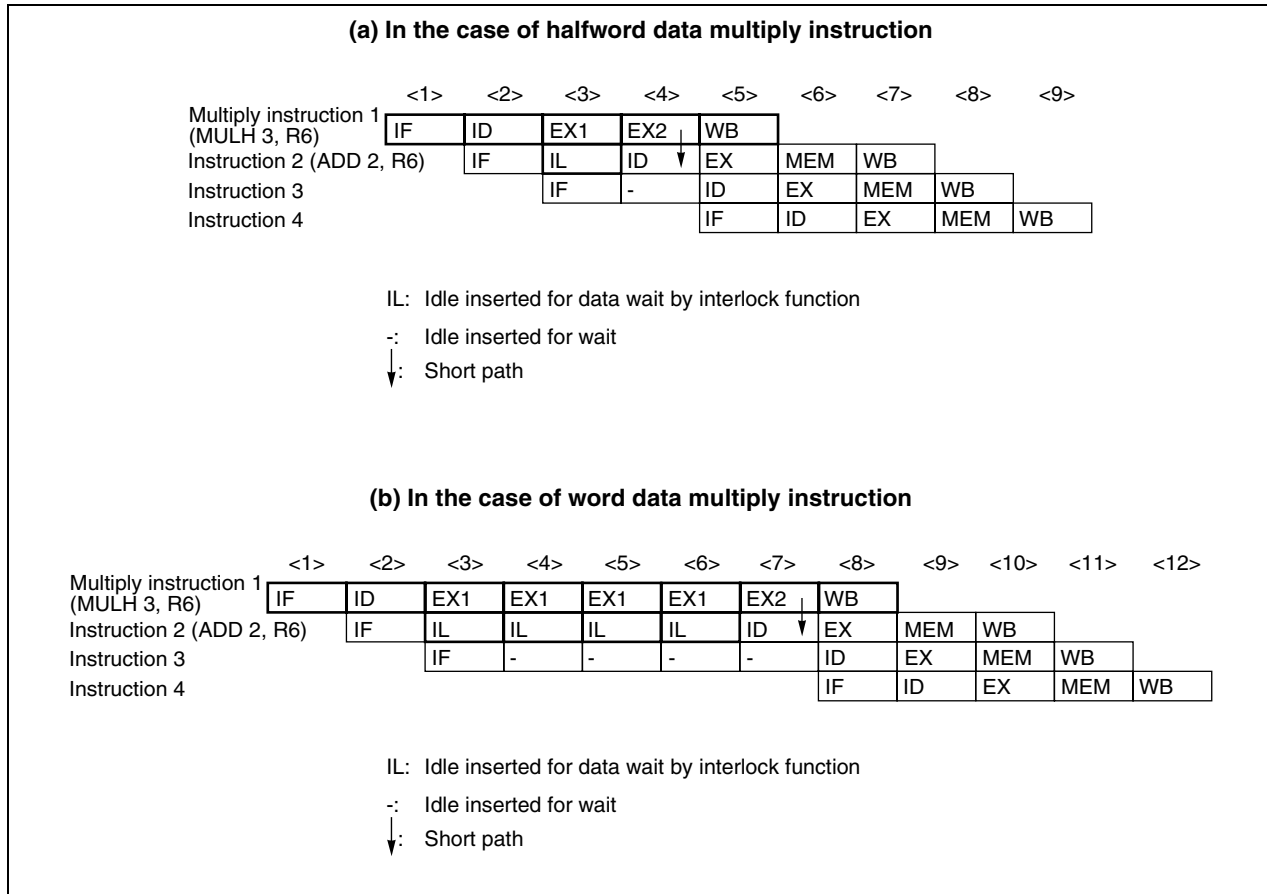 (a) In the case of halfword data multiply instruction
<1> <2> <3> <4> <5> <6> <7> <8> <9>
Multiply instruction 1
(MULH 3, R6) IF ID EX1 EX2 WB
Instruction 2 (ADD 2, R6) IF IL ID EX MEM WB
Instruction 3 IF - ID EX MEM WB
Instruction 4 IF ID EX MEM WB
IL: Idle inserted for data wait by interlock function
-: Idle inserted for wait
↓: Short path
(b) In the case of word data multiply instruction
<1> <2> <3> <4> <5> <6> <7> <8> <9> <10> <11> <12>
Multiply instruction 1
(MULH 3, R6) IF ID EX1 EX1 EX1 EX1 EX2 WB
Instruction 2 (ADD 2, R6) IF IL IL IL IL ID EX MEM WB
Instruction 3 IF - - - - ID EX MEM WB
Instruction 4 IF ID EX MEM WB
IL: Idle inserted for data wait by interlock function
-: Idle inserted for wait
↓: Short path